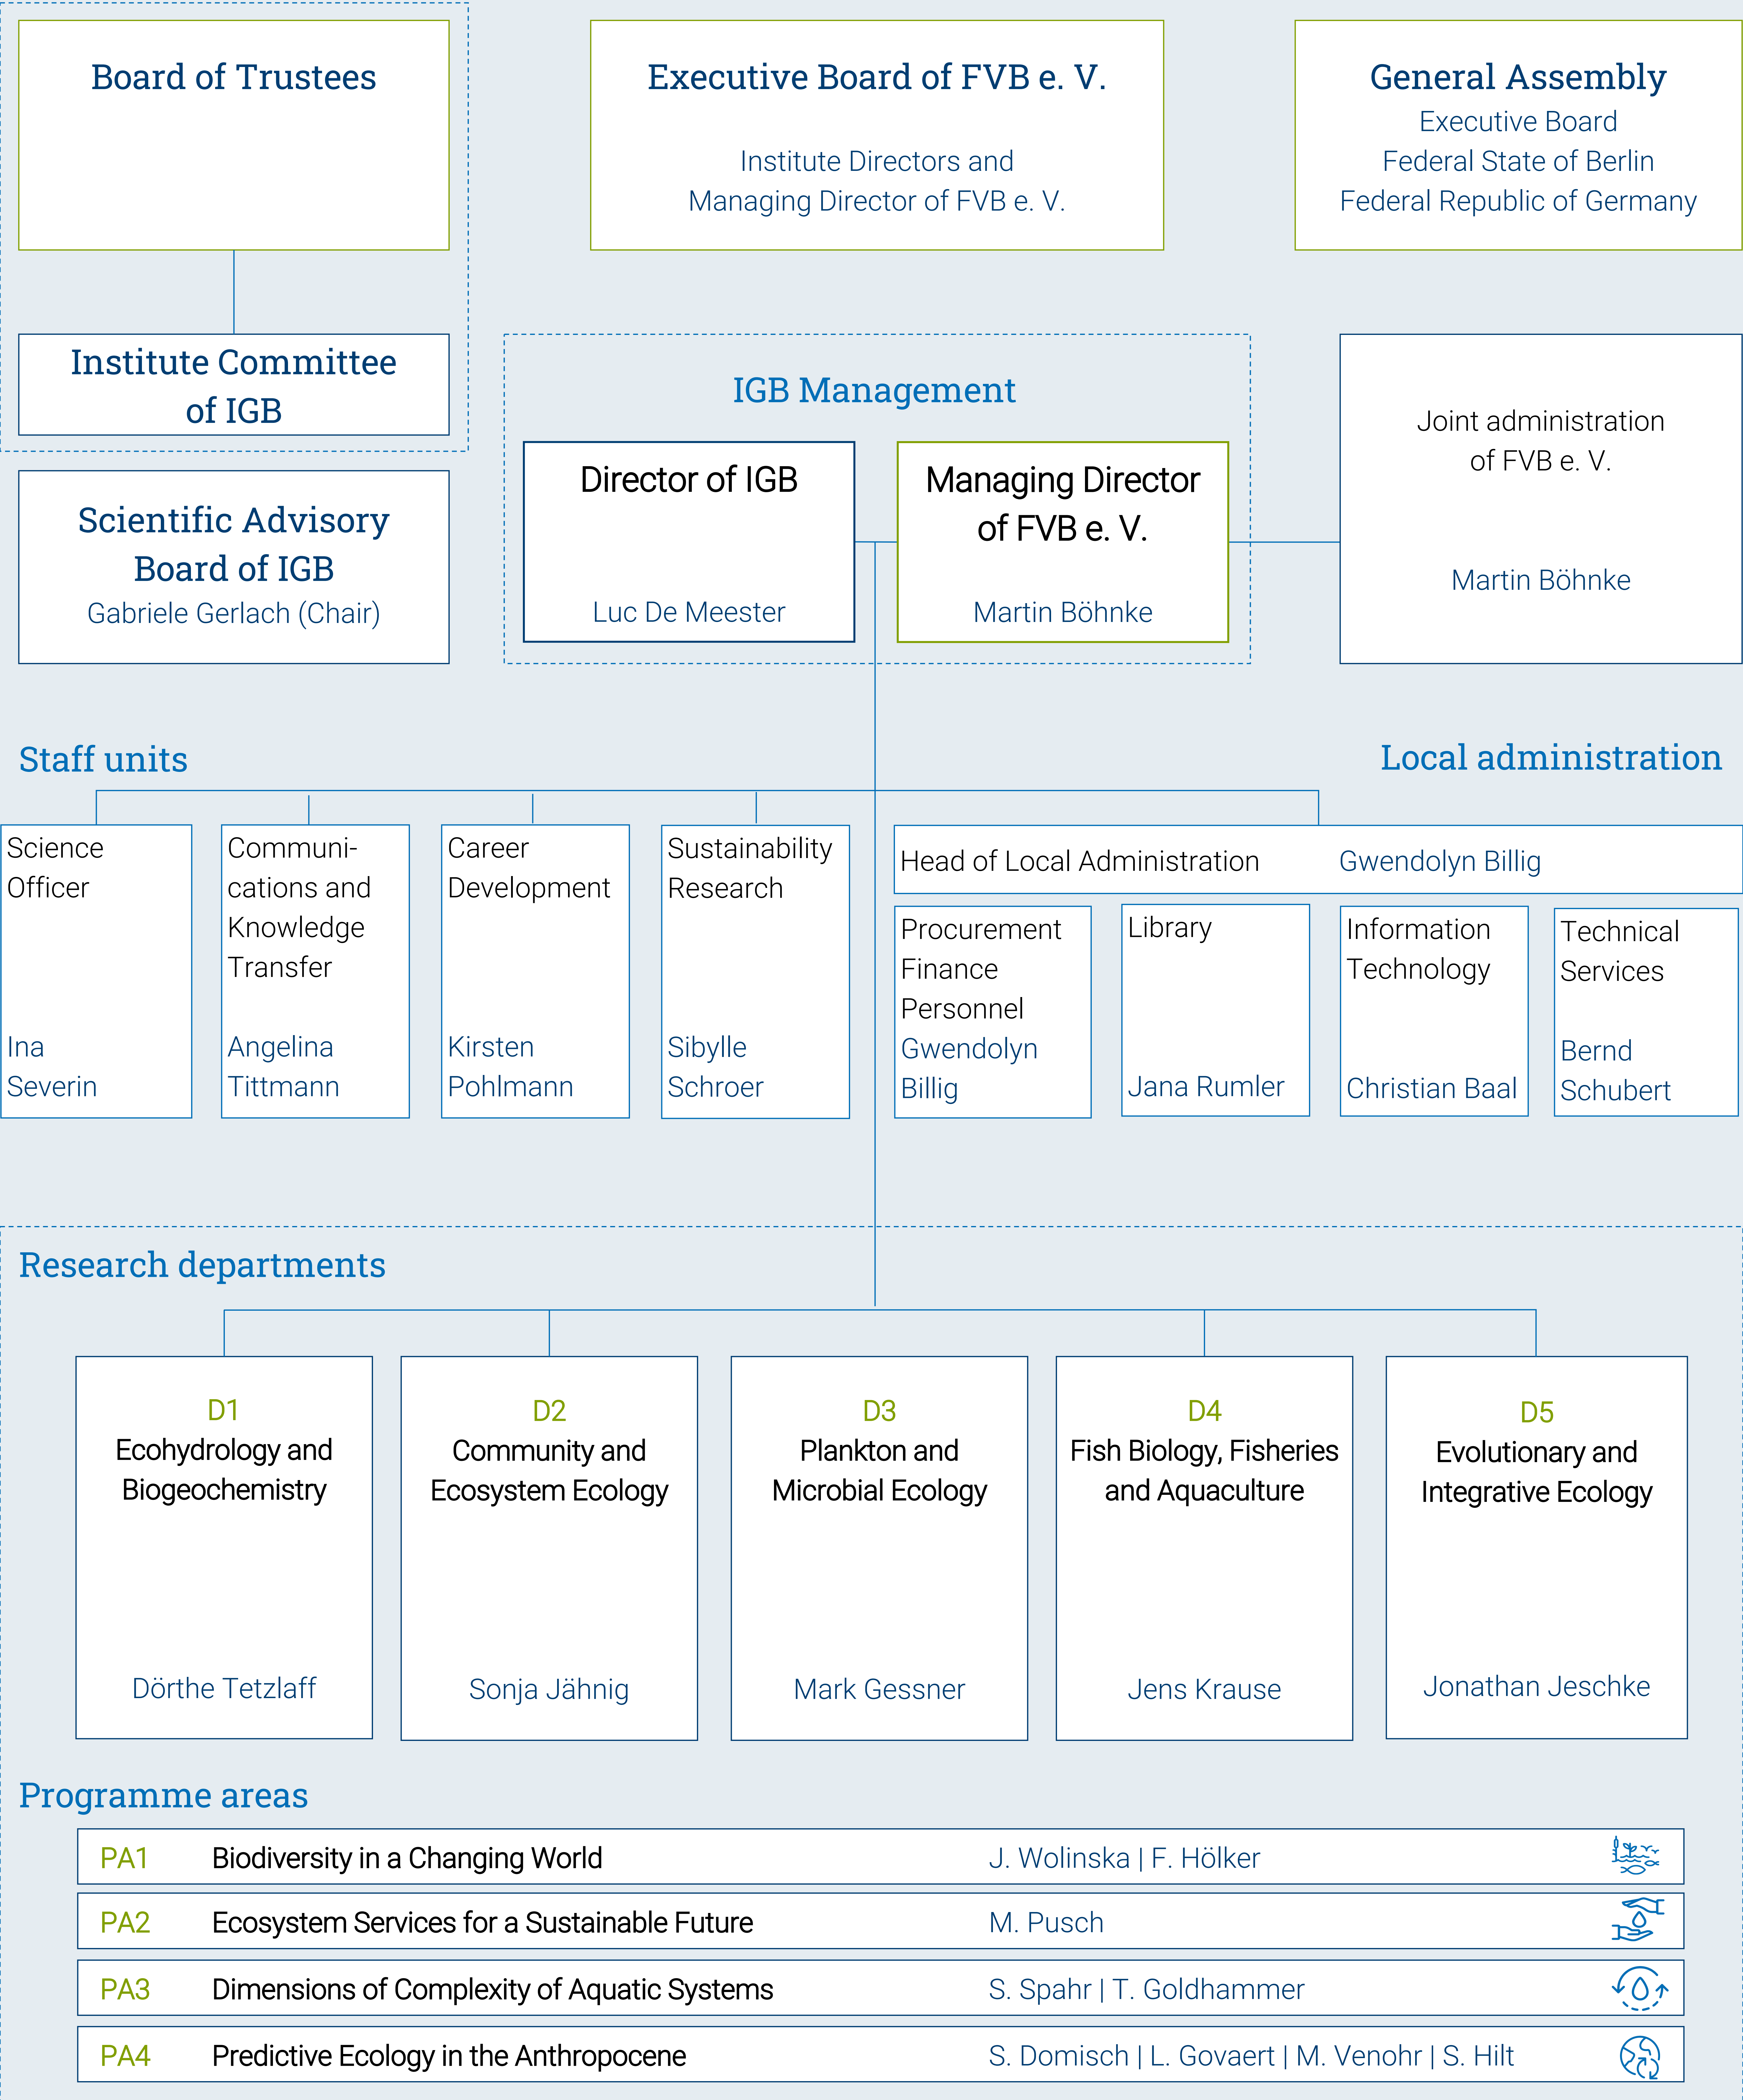 Board of Trustees
Executive Board of FVB e. V.
Institute Directors and
Managing Director of FVB e. V.
General Assembly
Executive Board
Federal State of Berlin
Federal Republic of Germany
Institute Committee
of IGB
Scientific Advisory
Board of IGB
Gabriele Gerlach (Chair)
IGB Management
Director of IGB
Luc De Meester
Managing Director
of FVB e. V.
Martin Böhnke
Joint administration
of FVB e. V.
Martin Böhnke
Staff units
Local administration
Science
Officer
Ina
Severin
Communi-
cations and
Knowledge
Transfer
Angelina
Tittmann
Career
Development
Kirsten
Pohlmann
Sustainability
Research
Sibylle
Schroer
Head of Local Administration Gwendolyn Billig
Procurement
Finance
Personnel
Gwendolyn
Billig
Library
Jana Rumler
Information
Technology
Christian Baal
Technical
Services
Bernd
Schubert
Research departments
D1
Ecohydrology and
Biogeochemistry
Dörthe Tetzlaff
D2
Community and
Ecosystem Ecology
Sonja Jähnig
D3
Plankton and
Microbial Ecology
Mark Gessner
D4
Fish Biology, Fisheries
and Aquaculture
Jens Krause
D5
Evolutionary and
Integrative Ecology
Jonathan Jeschke
Programme areas
PA1 Biodiversity in a Changing World J. Wolinska | F. Hölker
PA2 Ecosystem Services for a Sustainable Future M. Pusch
PA3 Dimensions of Complexity of Aquatic Systems S. Spahr | T. Goldhammer
PA4 Predictive Ecology in the Anthropocene S. Domisch | L. Govaert | M. Venohr | S. Hilt